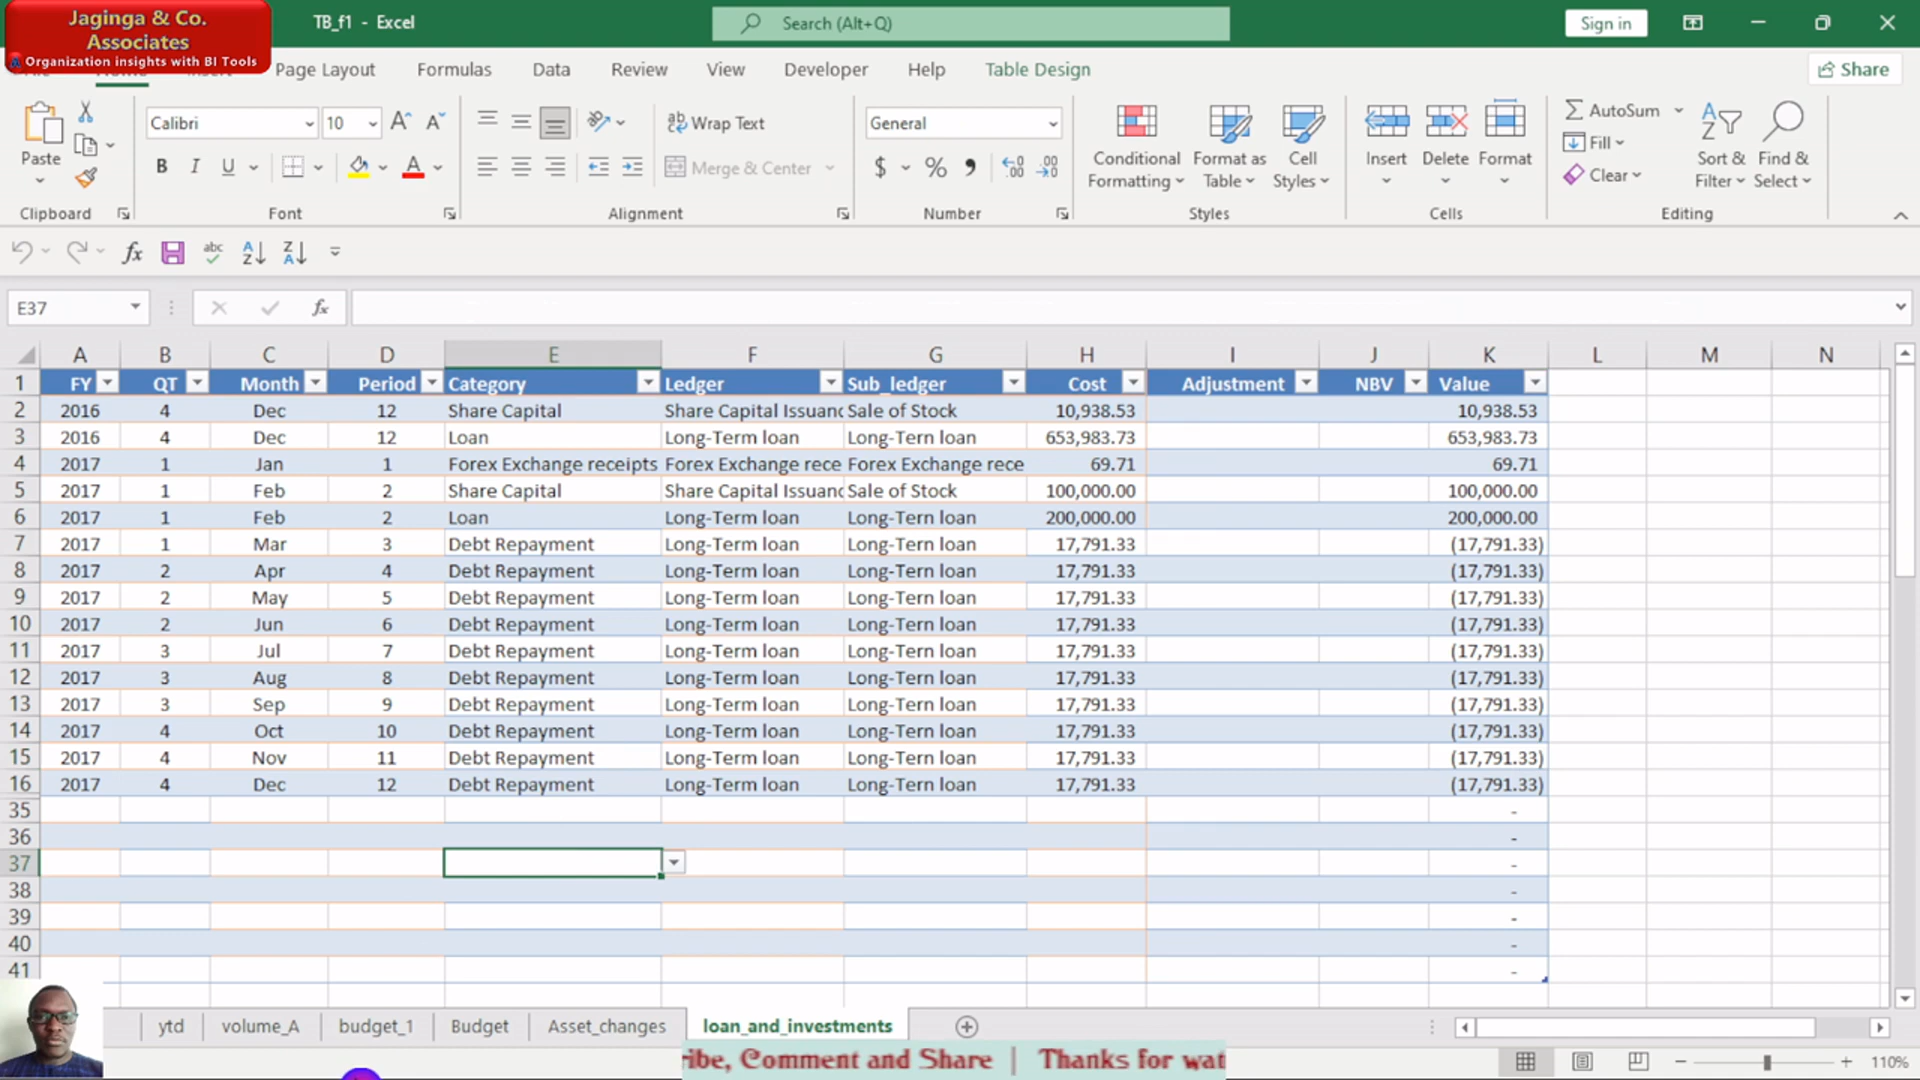 Jaginga & Co.
Associates
Organization insights with BI Tools
TB_f1 - Excel
Search (Alt+Q)
Sign in
Page Layout Formulas Data Review View Developer Help Table Design
Share
Paste
Clipboard
Calibri 10
B I U
Font
Wrap Text
Merge & Center
Alignment
General
$ % ,
Number
Conditional Formatting
Format as Table
Cell Styles
Styles
Insert Delete Format
Cells
AutoSum
Fill
Clear
Sort & Filter
Find & Select
Editing
E37 fx
A B C D E F G H I J K L M N
1 FY QT Month Period Category Ledger Sub_ledger Cost Adjustment NBV Value
2 2016 4 Dec 12 Share Capital Share Capital Issuanc Sale of Stock 10,938.53 10,938.53
3 2016 4 Dec 12 Loan Long-Term loan Long-Tern loan 653,983.73 653,983.73
4 2017 1 Jan 1 Forex Exchange receipts Forex Exchange rece Forex Exchange rece 69.71 69.71
5 2017 1 Feb 2 Share Capital Share Capital Issuanc Sale of Stock 100,000.00 100,000.00
6 2017 1 Feb 2 Loan Long-Term loan Long-Tern loan 200,000.00 200,000.00
7 2017 1 Mar 3 Debt Repayment Long-Term loan Long-Tern loan 17,791.33 (17,791.33)
8 2017 2 Apr 4 Debt Repayment Long-Term loan Long-Tern loan 17,791.33 (17,791.33)
9 2017 2 May 5 Debt Repayment Long-Term loan Long-Tern loan 17,791.33 (17,791.33)
10 2017 2 Jun 6 Debt Repayment Long-Term loan Long-Tern loan 17,791.33 (17,791.33)
11 2017 3 Jul 7 Debt Repayment Long-Term loan Long-Tern loan 17,791.33 (17,791.33)
12 2017 3 Aug 8 Debt Repayment Long-Term loan Long-Tern loan 17,791.33 (17,791.33)
13 2017 3 Sep 9 Debt Repayment Long-Term loan Long-Tern loan 17,791.33 (17,791.33)
14 2017 4 Oct 10 Debt Repayment Long-Term loan Long-Tern loan 17,791.33 (17,791.33)
15 2017 4 Nov 11 Debt Repayment Long-Term loan Long-Tern loan 17,791.33 (17,791.33)
16 2017 4 Dec 12 Debt Repayment Long-Term loan Long-Tern loan 17,791.33 (17,791.33)
35 -
36 -
37 -
38 -
39 -
40 -
41 -
ytd volume_A budget_1 Budget Asset_changes loan_and_investments
ribe, Comment and Share | Thanks for wat
110%